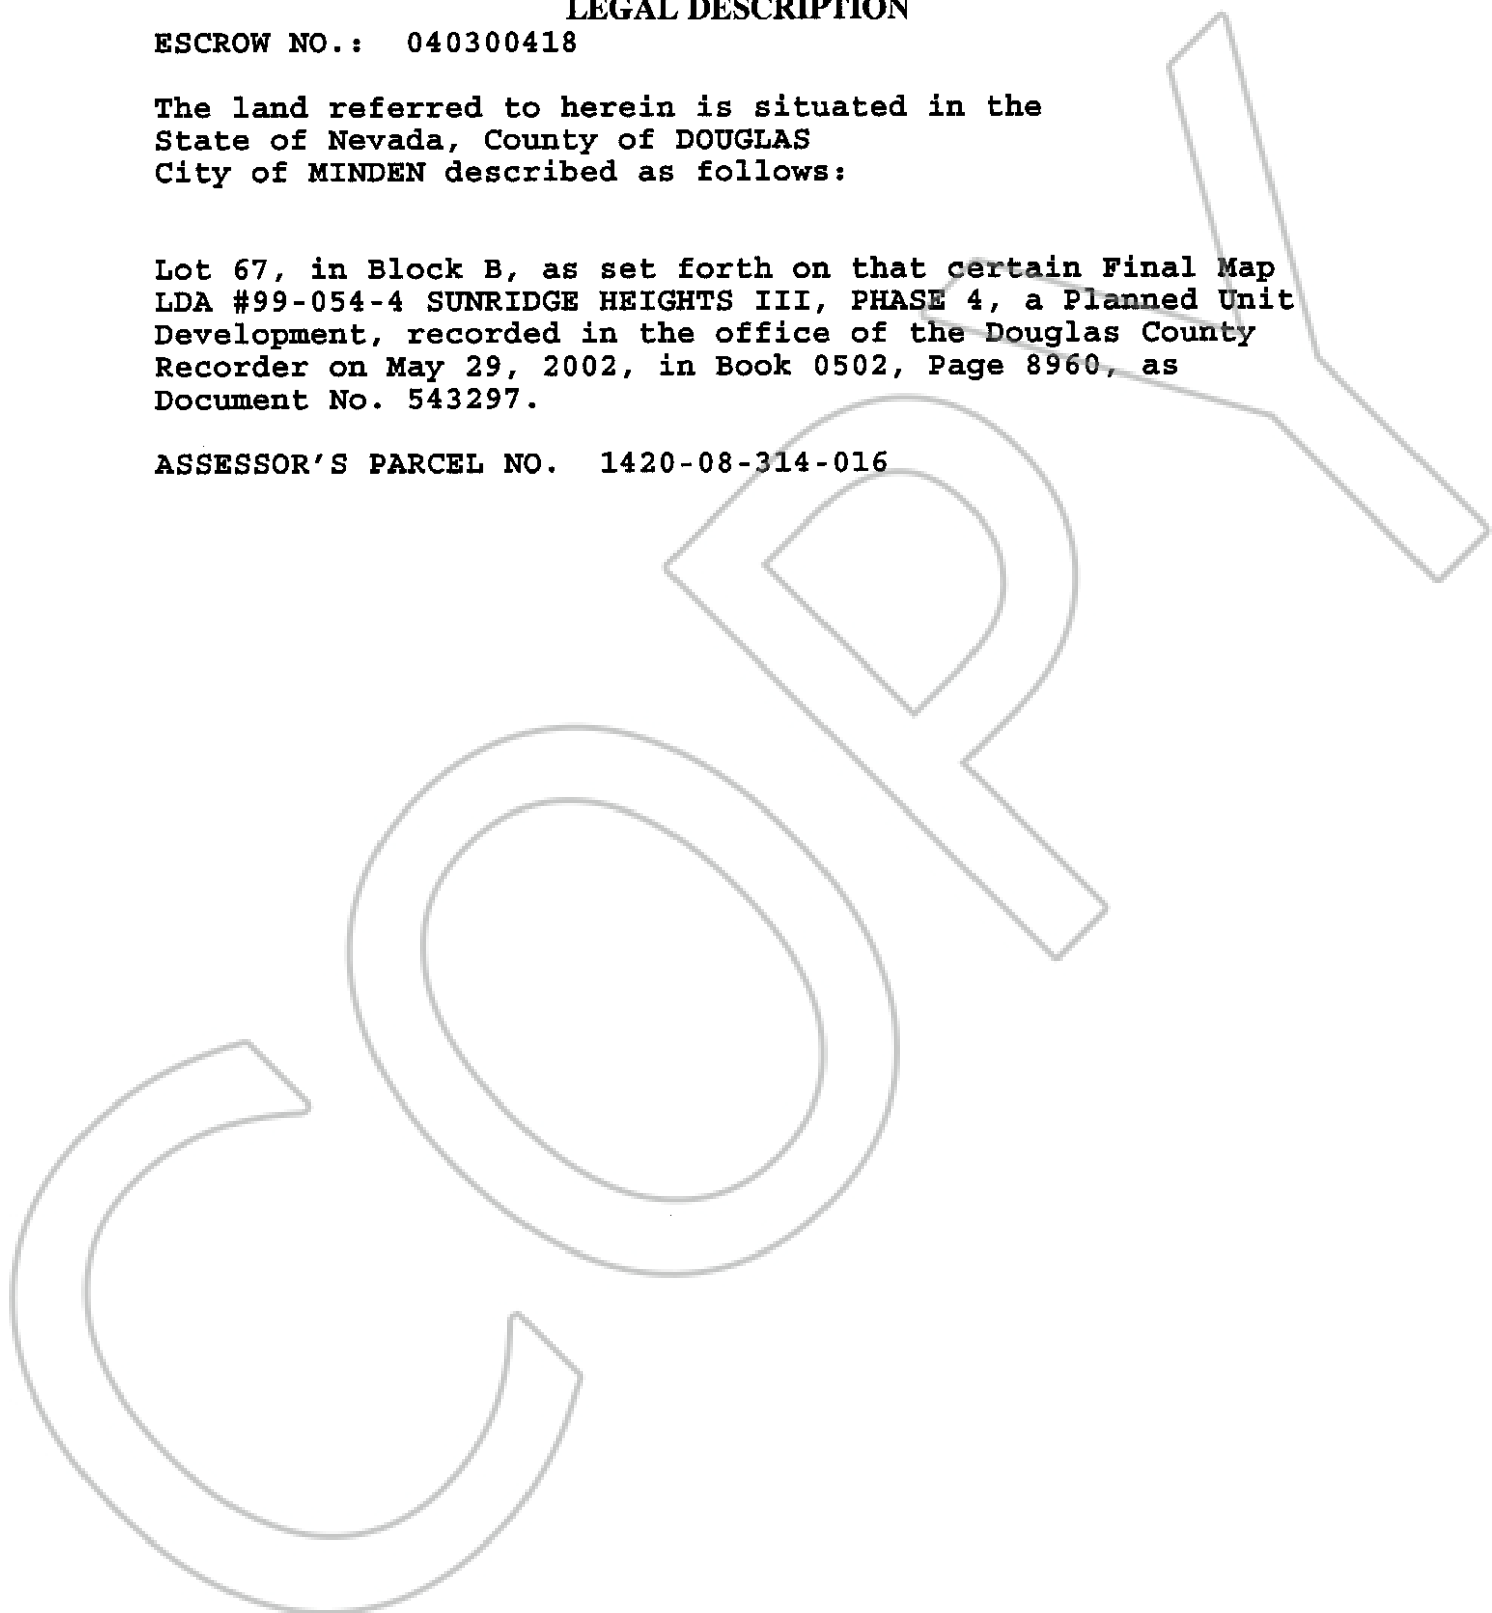 LEGAL DESCRIPTION
ESCROW NO.: 040300418
The land referred to herein is situated in the
State of Nevada, County of DOUGLAS
City of MINDEN described as follows:
Lot 67, in Block B, as set forth on that certain Final Map
LDA #99-054-4 SUNRIDGE HEIGHTS III, PHASE 4, a Planned Unit
Development, recorded in the office of the Douglas County
Recorder on May 29, 2002, in Book 0502, Page 8960, as
Document No. 543297.
ASSESSOR'S PARCEL NO. 1420-08-314-016
COPY